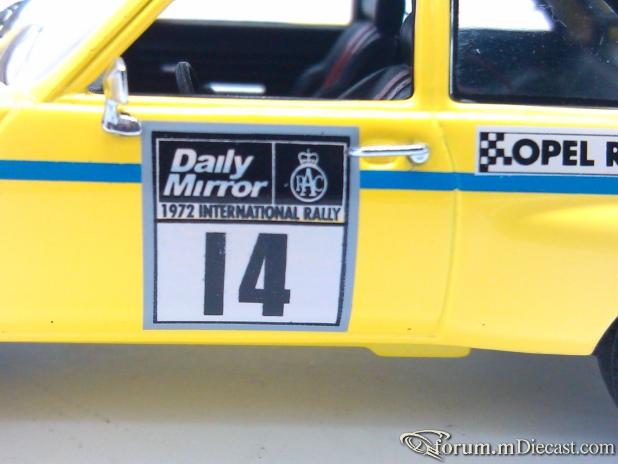 Daily
Mirror
RAC
1972 INTERNATIONAL RALLY
14
OPEL R
forum.mDiecast.com